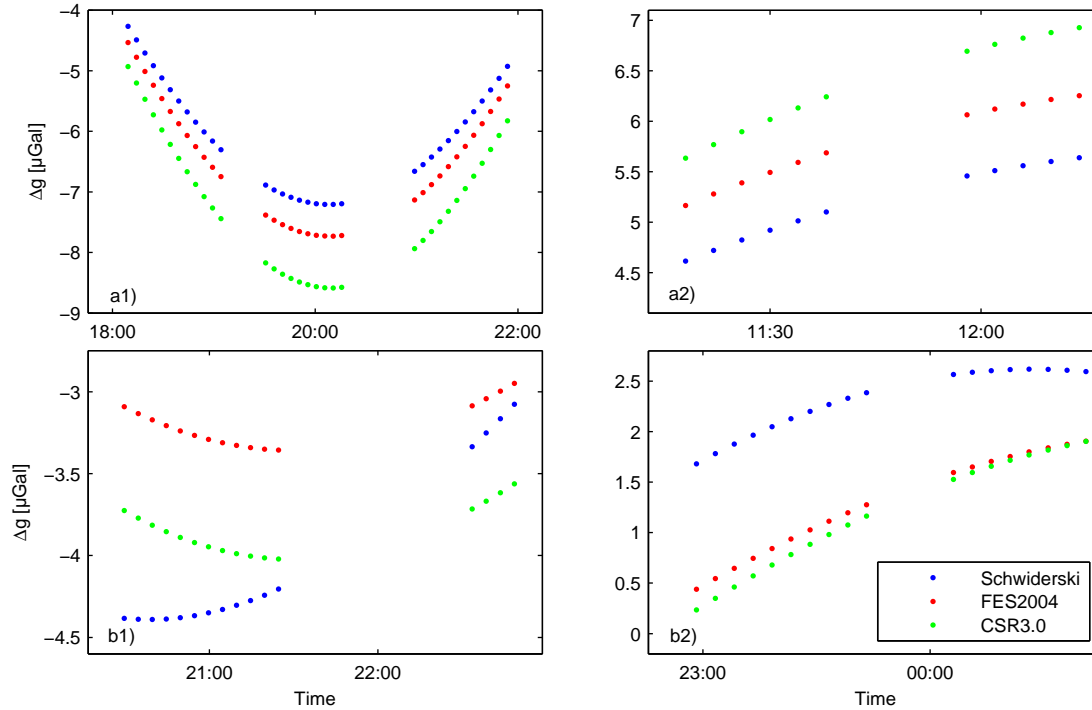 −4
−5
−6
−7
−8
−9
Δg [µGal]
a1)
18:00 20:00 22:00
7
6.5
6
5.5
5
4.5
a2)
11:30 12:00
−3
−3.5
−4
−4.5
Δg [µGal]
b1)
21:00 22:00
Time
2.5
2
1.5
1
0.5
0
b2)
Schwiderski
FES2004
CSR3.0
23:00 00:00
Time